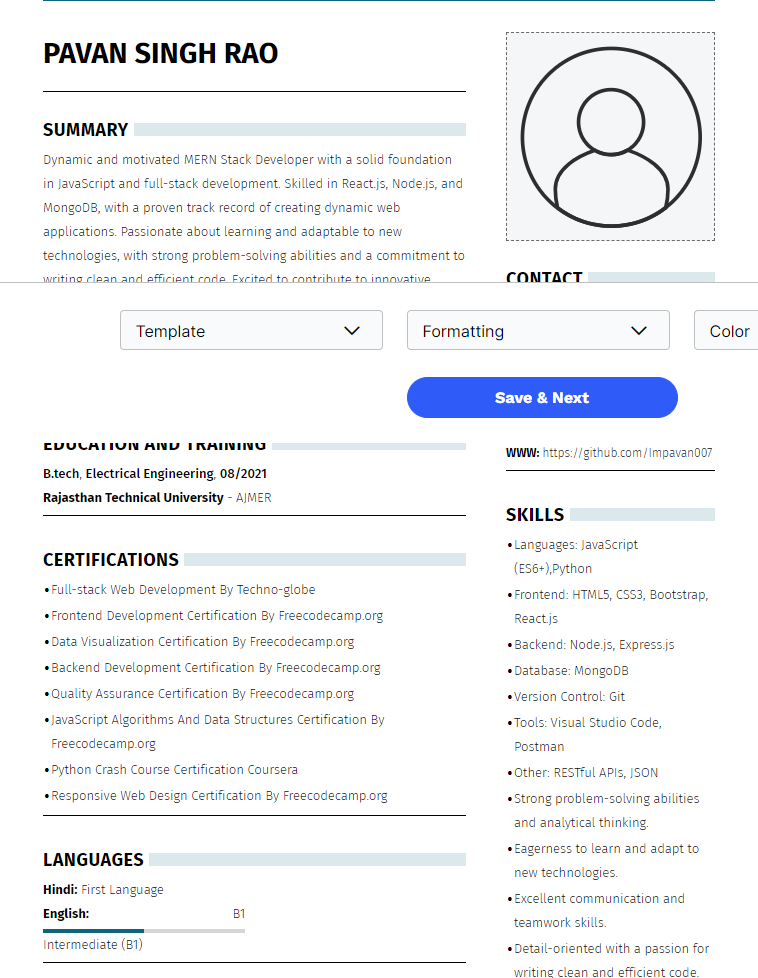 PAVAN SINGH RAO
SUMMARY
Dynamic and motivated MERN Stack Developer with a solid foundation
in JavaScript and full-stack development. Skilled in React.js, Node.js, and
MongoDB, with a proven track record of creating dynamic web
applications. Passionate about learning and adaptable to new
technologies, with strong problem-solving abilities and a commitment to
writing clean and efficient code. Excited to contribute to innovative
CONTACT
Template
Formatting
Color
Save & Next
EDUCATION AND TRAINING
B.tech, Electrical Engineering, 08/2021
Rajasthan Technical University - AJMER
CERTIFICATIONS
•Full-stack Web Development By Techno-globe
•Frontend Development Certification By Freecodecamp.org
•Data Visualization Certification By Freecodecamp.org
•Backend Development Certification By Freecodecamp.org
•Quality Assurance Certification By Freecodecamp.org
•JavaScript Algorithms And Data Structures Certification By
Freecodecamp.org
•Python Crash Course Certification Coursera
•Responsive Web Design Certification By Freecodecamp.org
LANGUAGES
Hindi: First Language
English: B1
Intermediate (B1)
WWW: https://github.com/Impavan007
SKILLS
•Languages: JavaScript
(ES6+),Python
•Frontend: HTML5, CSS3, Bootstrap,
React.js
•Backend: Node.js, Express.js
•Database: MongoDB
•Version Control: Git
•Tools: Visual Studio Code,
Postman
•Other: RESTful APIs, JSON
•Strong problem-solving abilities
and analytical thinking.
•Eagerness to learn and adapt to
new technologies.
•Excellent communication and
teamwork skills.
•Detail-oriented with a passion for
writing clean and efficient code.